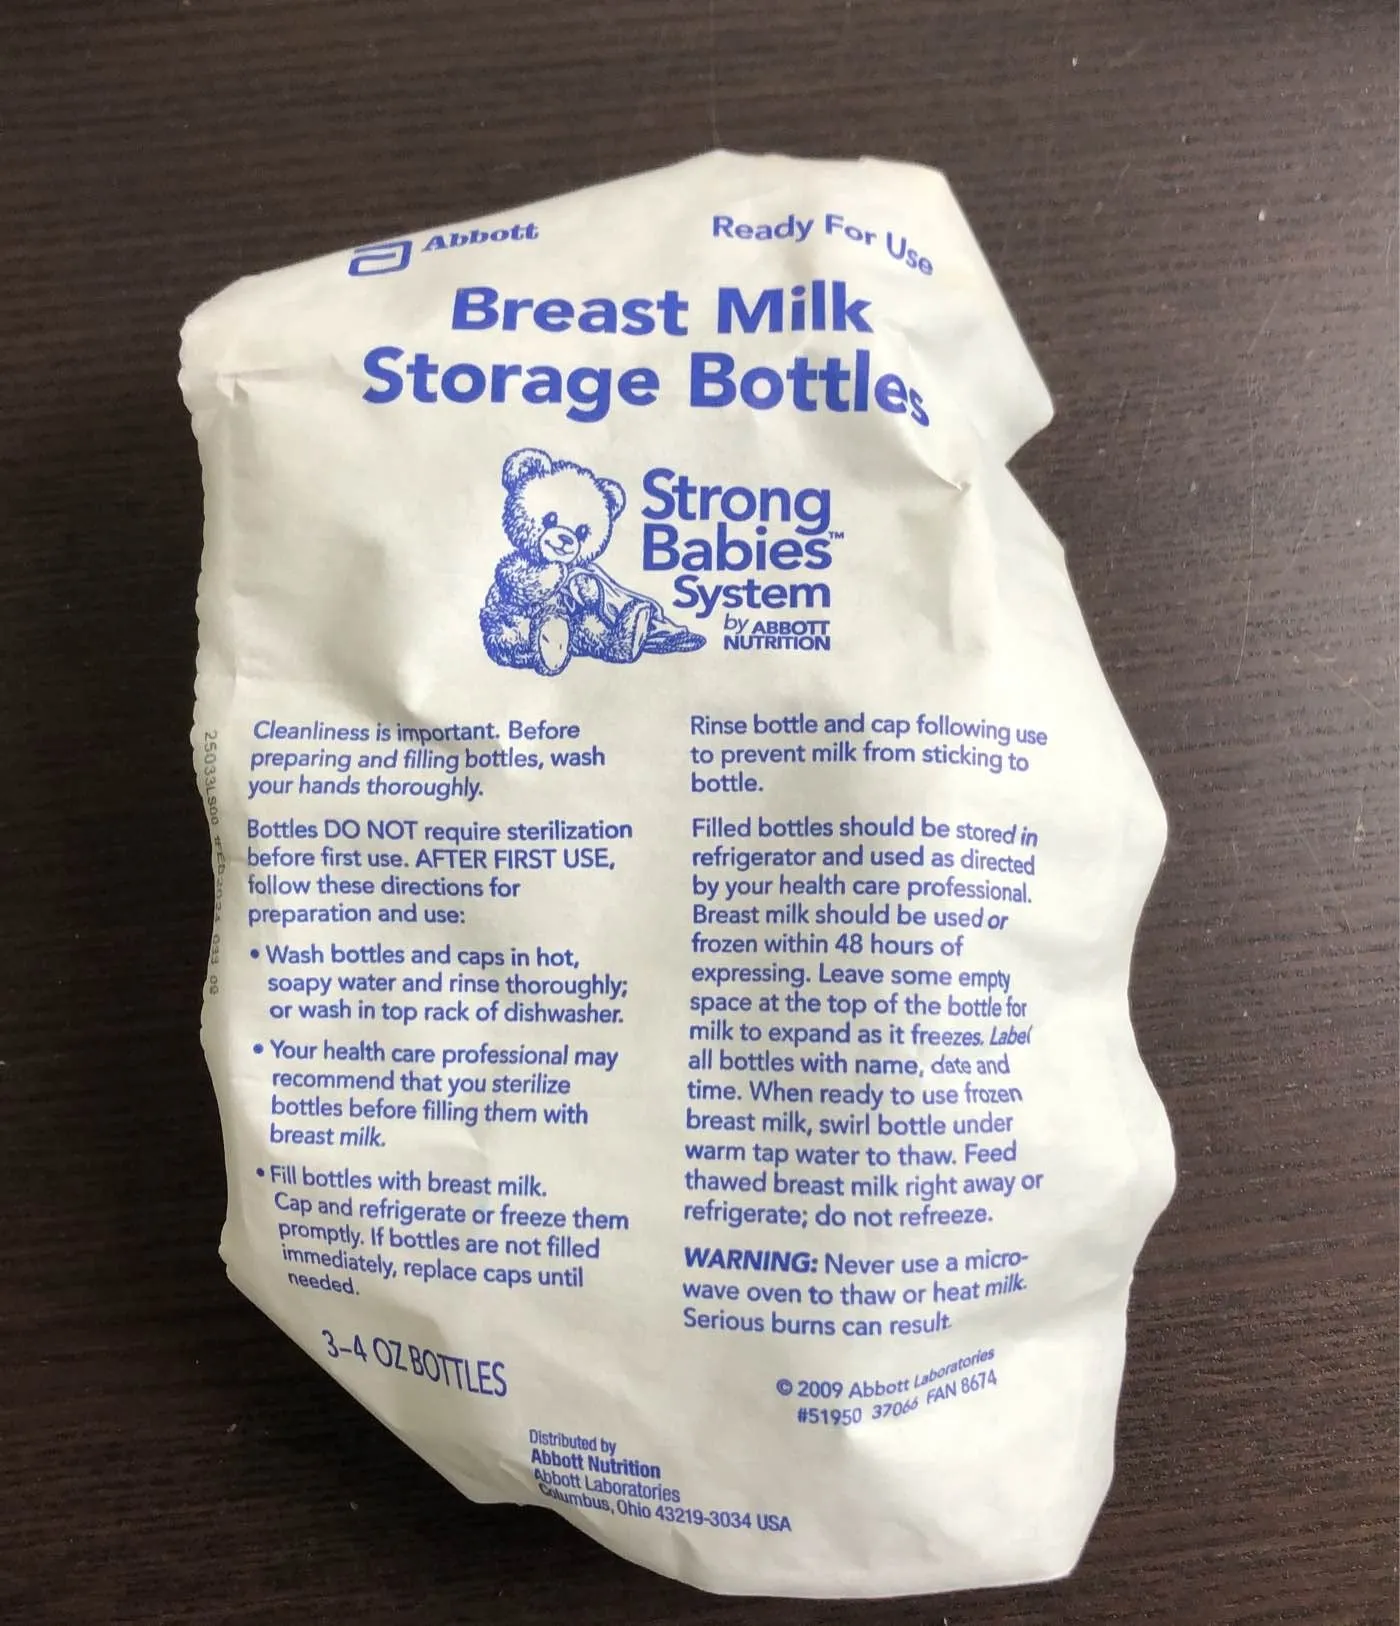 Abbott
Ready For Use
Breast Milk
Storage Bottles
Strong
Babies™
System
by ABBOTT
NUTRITION
Cleanliness is important. Before
preparing and filling bottles, wash
your hands thoroughly.
Bottles DO NOT require sterilization
before first use. AFTER FIRST USE,
follow these directions for
preparation and use:
• Wash bottles and caps in hot,
soapy water and rinse thoroughly;
or wash in top rack of dishwasher.
• Your health care professional may
recommend that you sterilize
bottles before filling them with
breast milk.
• Fill bottles with breast milk.
Cap and refrigerate or freeze them
promptly. If bottles are not filled
immediately, replace caps until
needed.
3–4 OZ BOTTLES
Rinse bottle and cap following use
to prevent milk from sticking to
bottle.
Filled bottles should be stored in
refrigerator and used as directed
by your health care professional.
Breast milk should be used or
frozen within 48 hours of
expressing. Leave some empty
space at the top of the bottle for
milk to expand as it freezes. Label
all bottles with name, date and
time. When ready to use frozen
breast milk, swirl bottle under
warm tap water to thaw. Feed
thawed breast milk right away or
refrigerate; do not refreeze.
WARNING: Never use a micro-
wave oven to thaw or heat milk.
Serious burns can result.
© 2009 Abbott Laboratories
#51950 37066 FAN 8674
Distributed by
Abbott Nutrition
Abbott Laboratories
Columbus, Ohio 43219-3034 USA